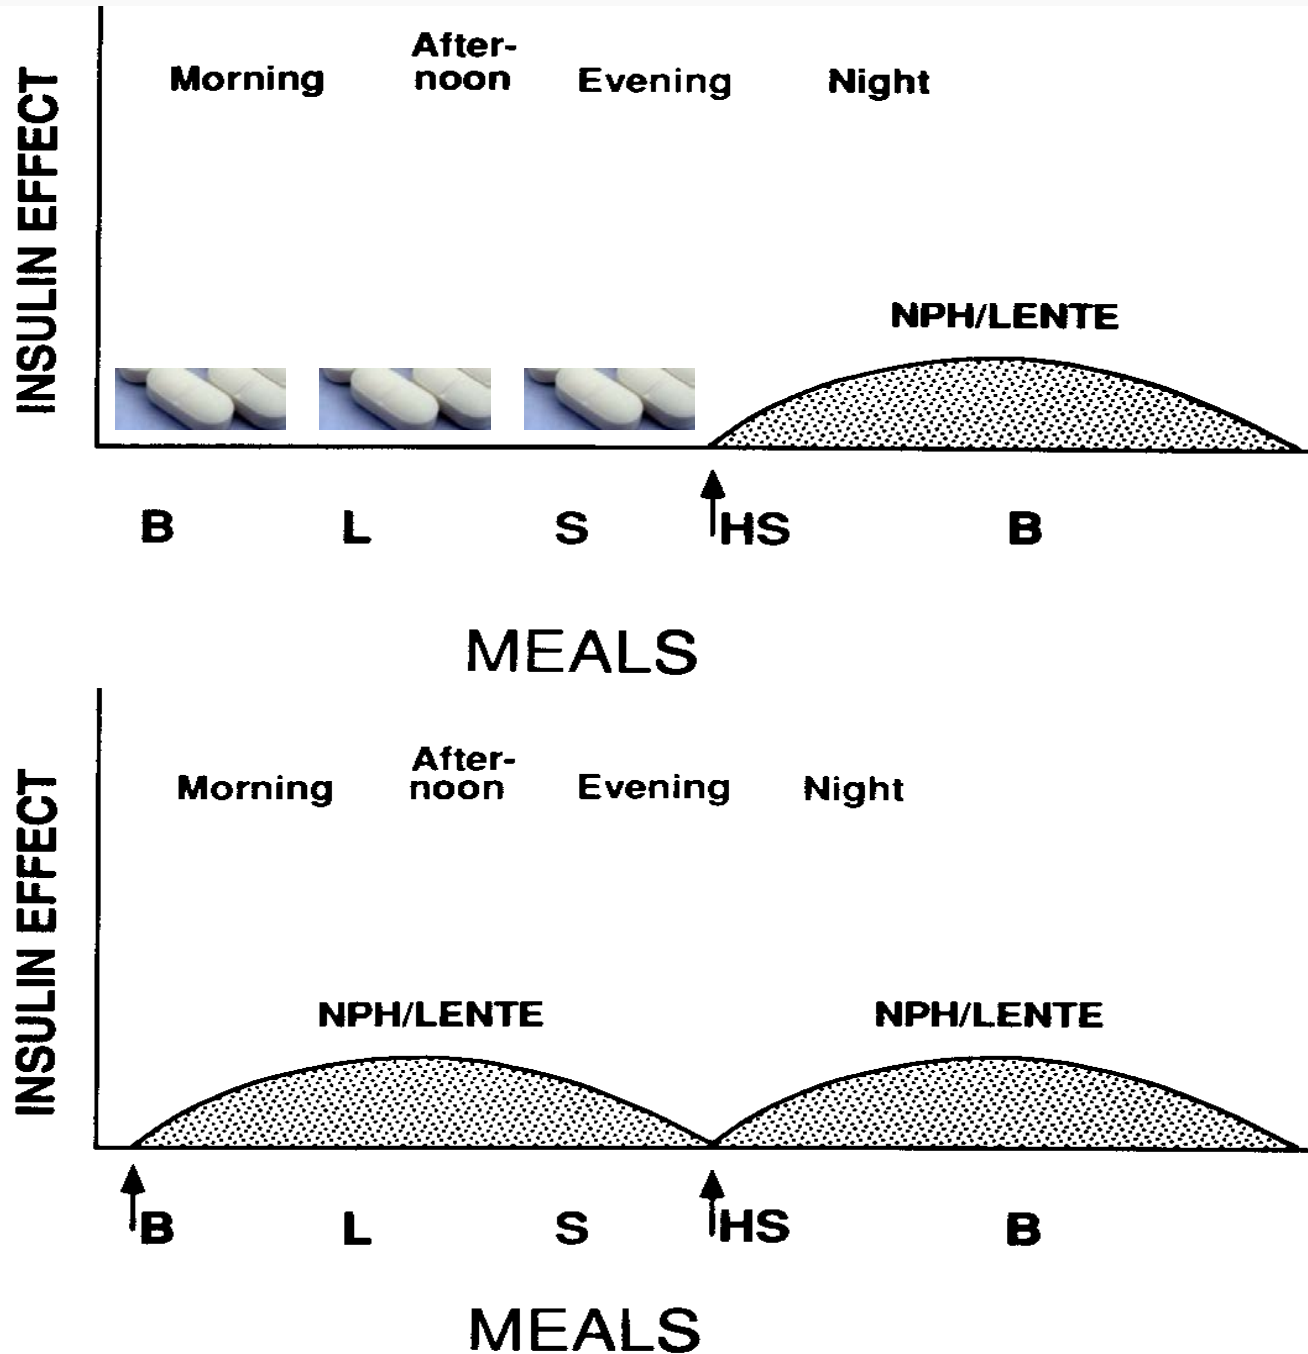 INSULIN EFFECT
Morning
After-
noon
Evening
Night
NPH/LENTE
B L S HS B
MEALS
INSULIN EFFECT
Morning
After-
noon
Evening
Night
NPH/LENTE NPH/LENTE
B L S HS B
MEALS